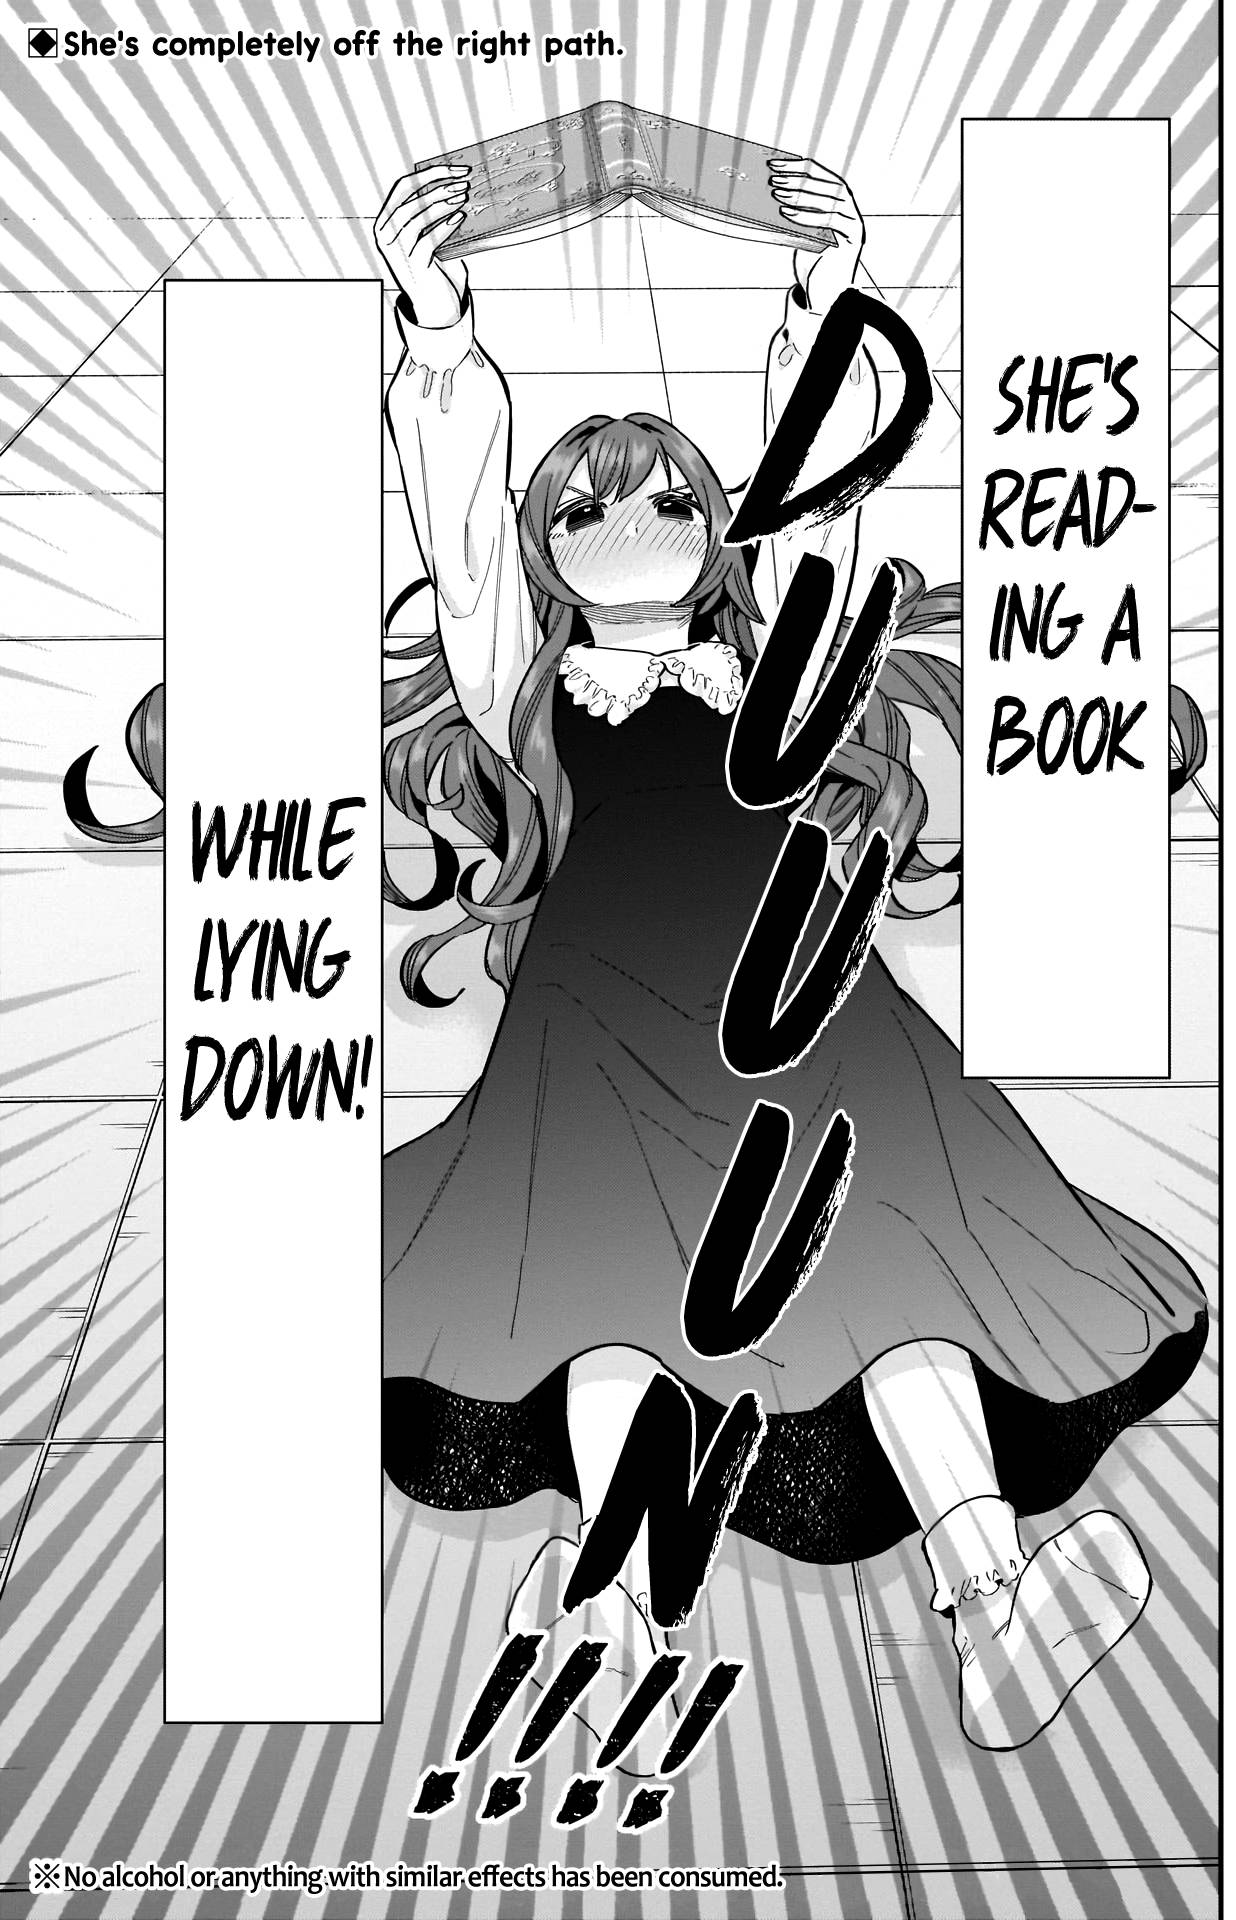 ◆She's completely off the right path.
SHE'S
READ-
ING A
BOOK
DUUUN!!!!
WHILE
LYING
DOWN!
※No alcohol or anything with similar effects has been consumed.